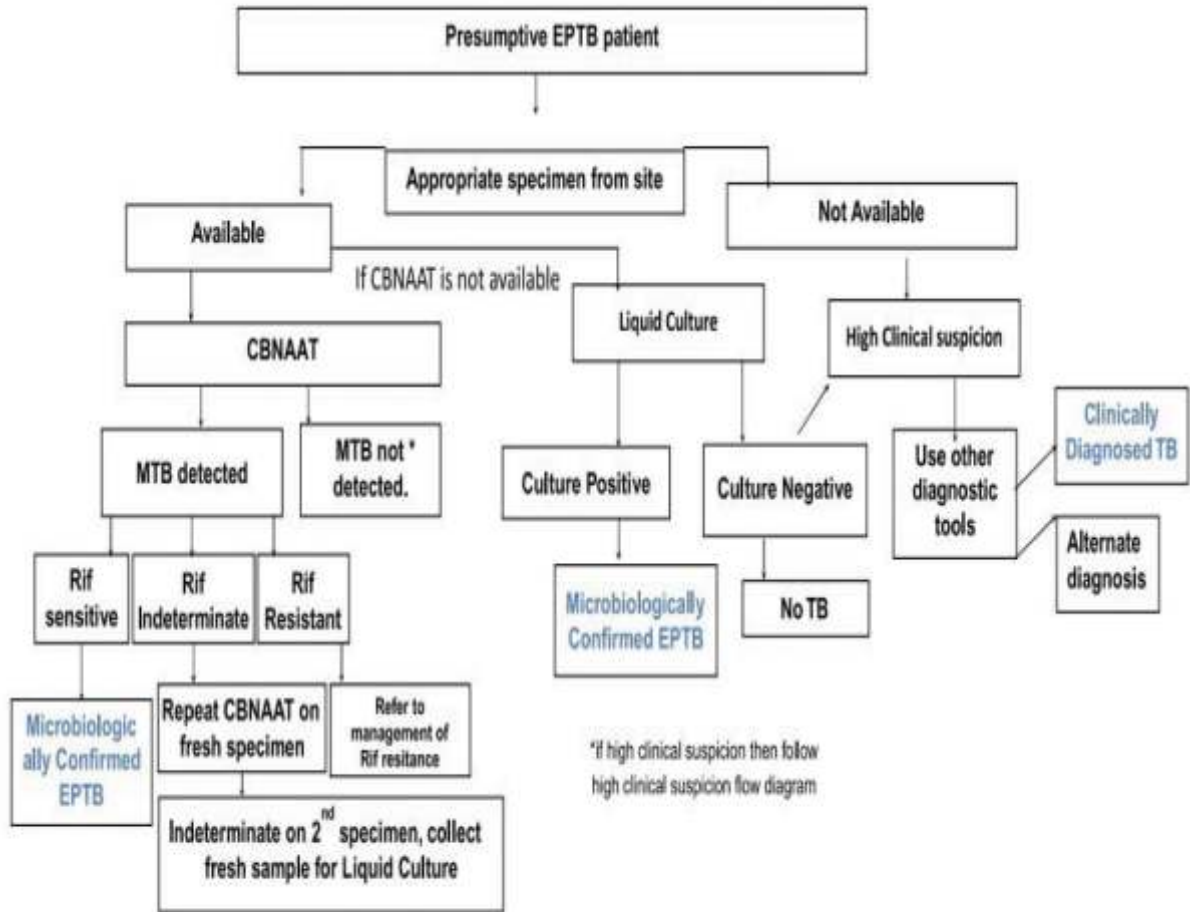 Presumptive EPTB patient
Appropriate specimen from site
Available
Not Available
If CBNAAT is not available
CBNAAT
Liquid Culture
High Clinical suspicion
MTB detected
MTB not *
detected.
Culture Positive
Culture Negative
Use other
diagnostic
tools
Clinically
Diagnosed TB
Alternate
diagnosis
Rif
sensitive
Rif
Indeterminate
Rif
Resistant
Microbiologically
Confirmed EPTB
No TB
Microbiologic
ally Confirmed
EPTB
Repeat CBNAAT on
fresh specimen
Refer to
management of
Rif resitance
*if high clinical suspicion then follow
high clinical suspicion flow diagram
Indeterminate on 2nd specimen, collect
fresh sample for Liquid Culture